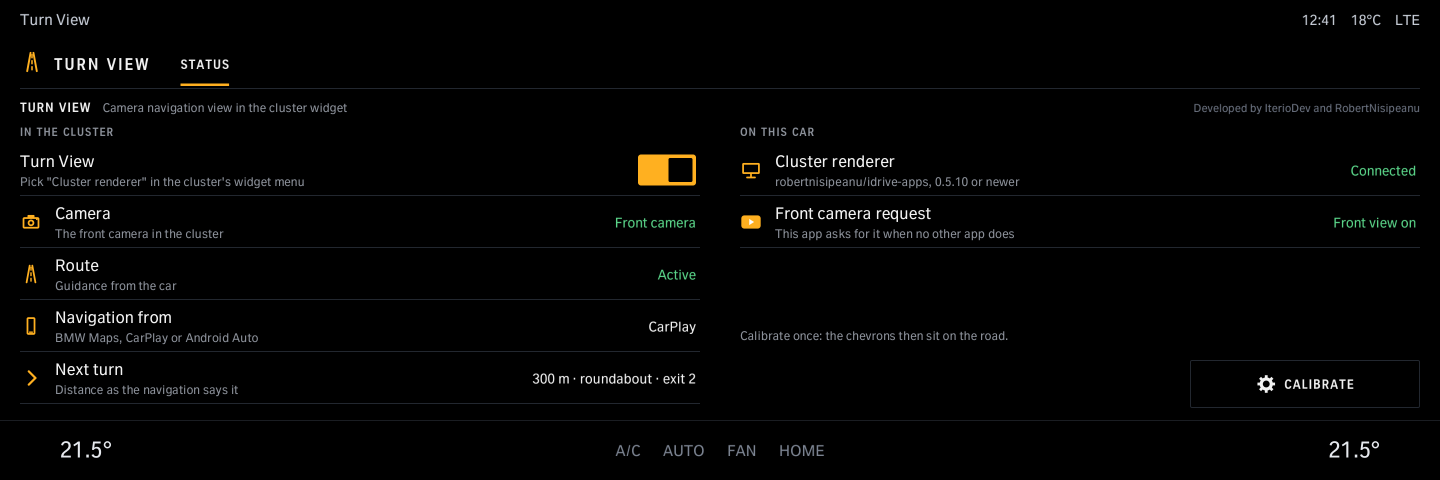 Turn View
12:41 18°C LTE
TURN VIEW STATUS
TURN VIEW Camera navigation view in the cluster widget
Developed by IterioDev and RobertNisipeanu
IN THE CLUSTER
Turn View
Pick "Cluster renderer" in the cluster's widget menu
Camera
The front camera in the cluster
Front camera
Route
Guidance from the car
Active
Navigation from
BMW Maps, CarPlay or Android Auto
CarPlay
Next turn
Distance as the navigation says it
300 m · roundabout · exit 2
ON THIS CAR
Cluster renderer
robertnisipeanu/idrive-apps, 0.5.10 or newer
Connected
Front camera request
This app asks for it when no other app does
Front view on
Calibrate once: the chevrons then sit on the road.
CALIBRATE
21.5° A/C AUTO FAN HOME 21.5°